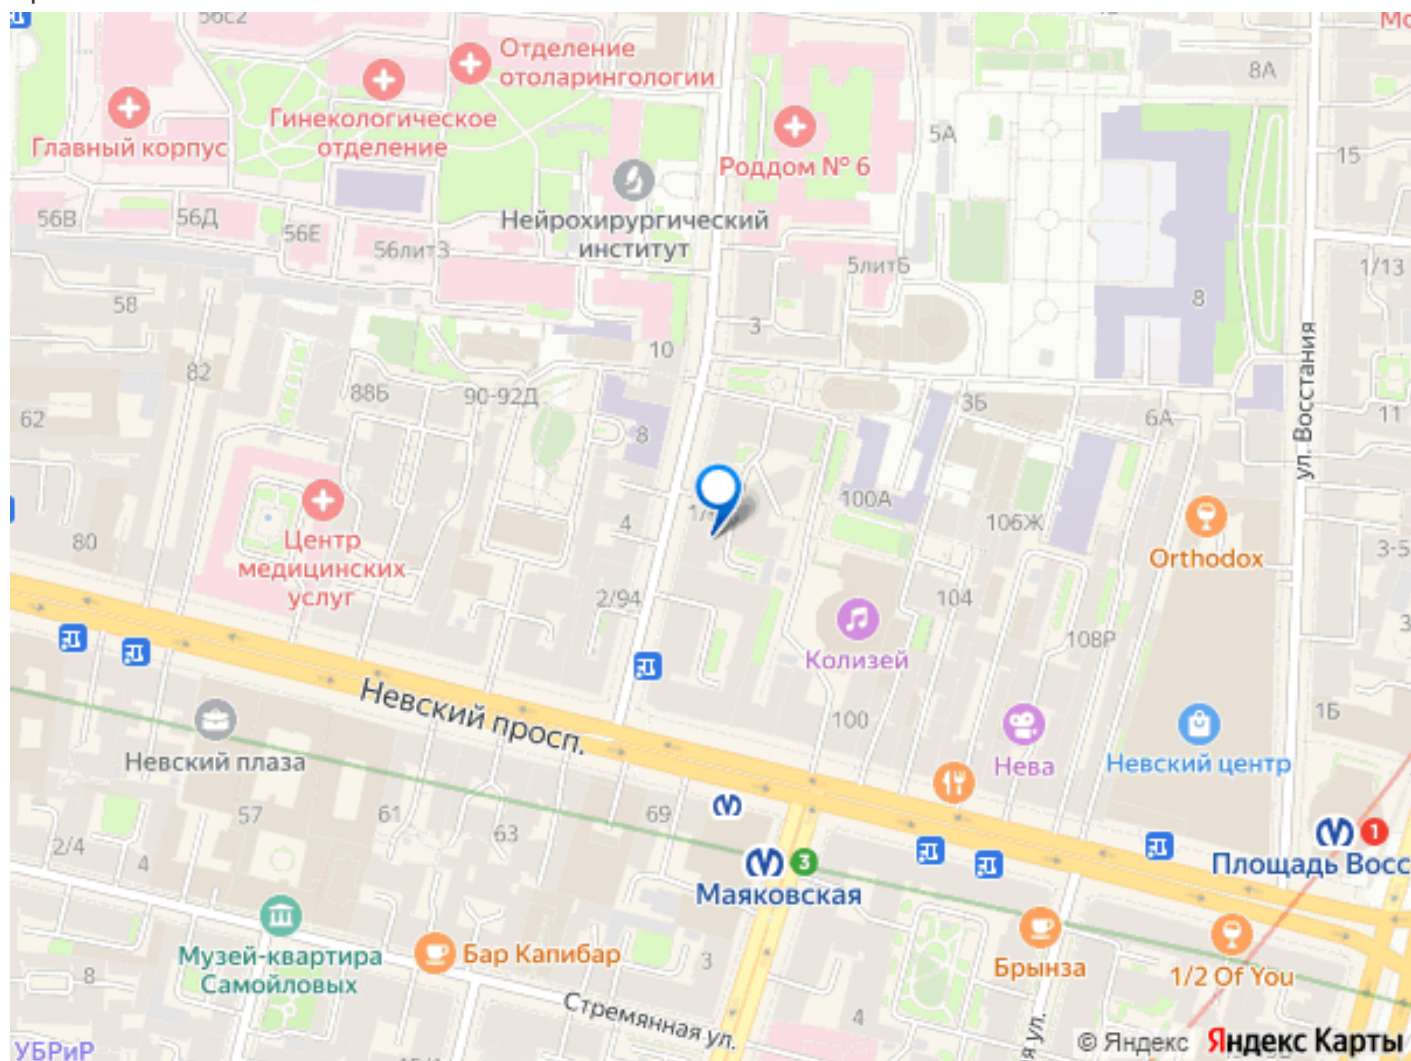 56с2
Отделение
отоларингологии
8А
Гинекологическое
отделение
Главный корпус
5А
Роддом № 6
15
56В
56Д
56Е
56литЗ
Нейрохирургический
институт
5литБ
1/13
58
3
8
10
82
88Б
90-92Д
62
8
3Б
6А
11
ул. Восстания
100А
106Ж
4
80
Центр
медицинских
услуг
Orthodox
3-5
2/94
104
108Р
Колизей
Невский просп.
100
1Б
Невский плаза
Нева
Невский центр
57
61
63
69
2/4
4
3
Маяковская
1
Площадь Восс
Музей-квартира
Самойловых
Бар Капибар
3
Брынза
1/2 Of You
8
Стремянная ул.
4
я ул.
УБРиР
© Яндекс
Яндекс Карты